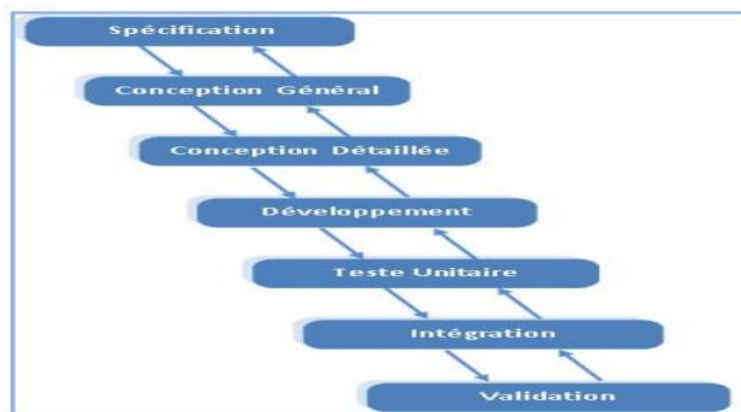 Spécification
Conception Général
Conception Détaillée
Développement
Teste Unitaire
Intégration
Validation